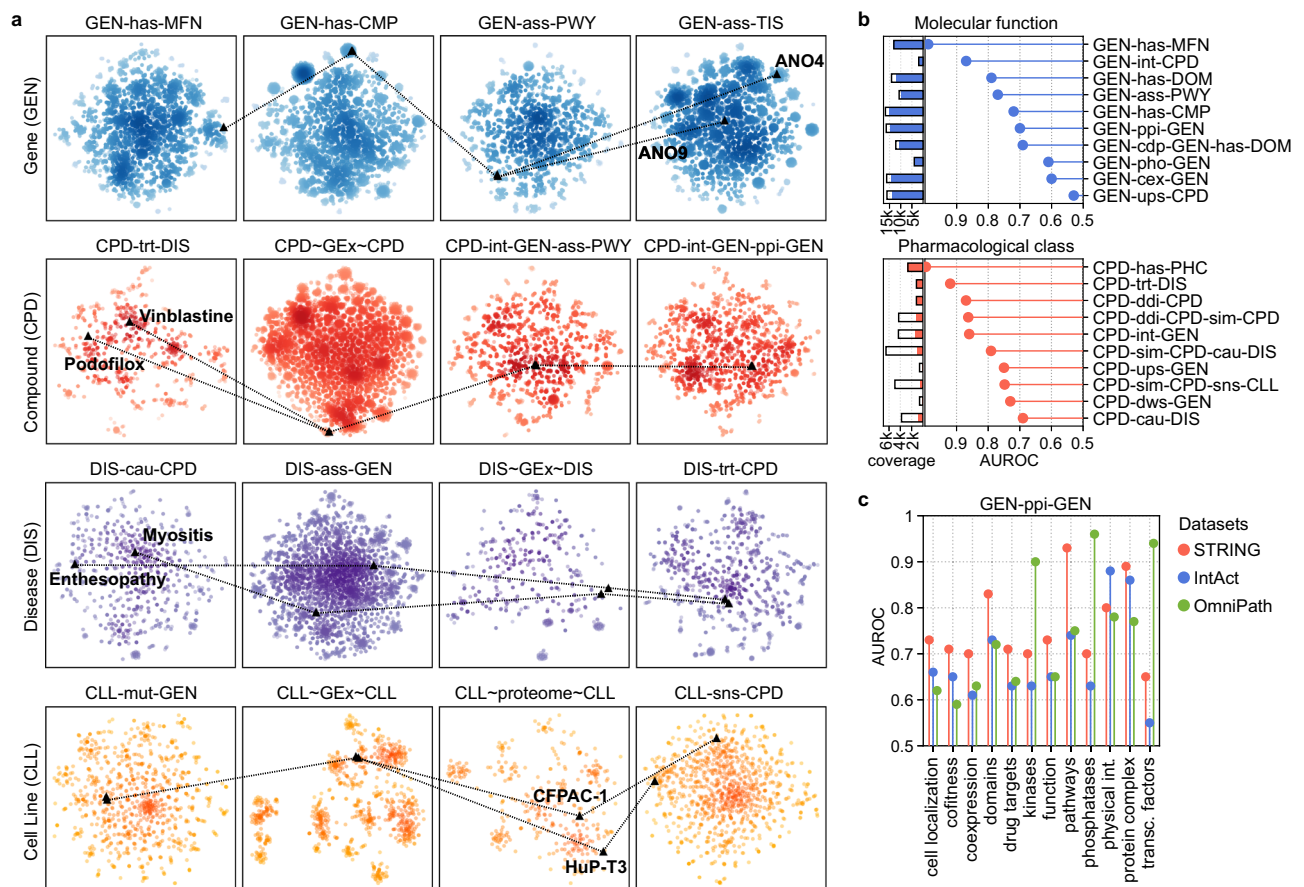 a
GEN-has-MFN
GEN-has-CMP
GEN-ass-PWY
GEN-ass-TIS
Gene (GEN)
ANO4
ANO9
CPD-trt-DIS
CPD~GEx~CPD
CPD-int-GEN-ass-PWY
CPD-int-GEN-ppi-GEN
Compound (CPD)
Vinblastine
Podofilox
DIS-cau-CPD
DIS-ass-GEN
DIS~GEx~DIS
DIS-trt-CPD
Disease (DIS)
Myositis
Enthesopathy
CLL-mut-GEN
CLL~GEx~CLL
CLL~proteome~CLL
CLL-sns-CPD
Cell Line (CLL)
CFPAC-1
HuP-T3
b
Molecular function
GEN-has-MFN
GEN-int-CPD
GEN-has-DOM
GEN-ass-PWY
GEN-has-CMP
GEN-ppi-GEN
GEN-cdp-GEN-has-DOM
GEN-pho-GEN
GEN-cex-GEN
GEN-ups-CPD
15k
10k
5k
0.9
0.8
0.7
0.6
0.5
Pharmacological class
CPD-has-PHC
CPD-trt-DIS
CPD-ddi-CPD
CPD-ddi-CPD-sim-CPD
CPD-int-GEN
CPD-sim-CPD-cau-DIS
CPD-ups-GEN
CPD-sim-CPD-sns-CLL
CPD-dws-GEN
CPD-cau-DIS
6k
4k
2k
0.9
0.8
0.7
0.6
0.5
coverage
AUROC
c
GEN-ppi-GEN
1
0.9
0.8
0.7
0.6
0.5
AUROC
cell localization
cofitness
coexpression
domains
drug targets
kinases
function
pathways
phosphatases
physical int.
protein complex
transc. factors
Datasets
STRING
IntAct
OmniPath